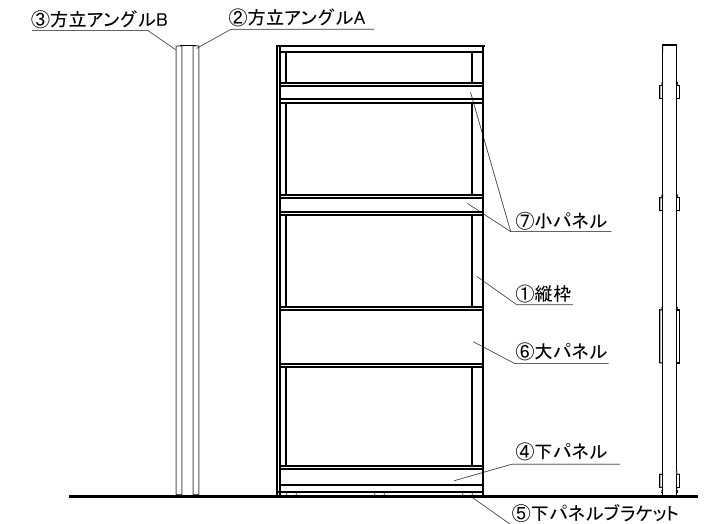 ③方立アングルB
②方立アングルA
⑦小パネル
①縦枠
⑥大パネル
④下パネル
⑤下パネルブラケット